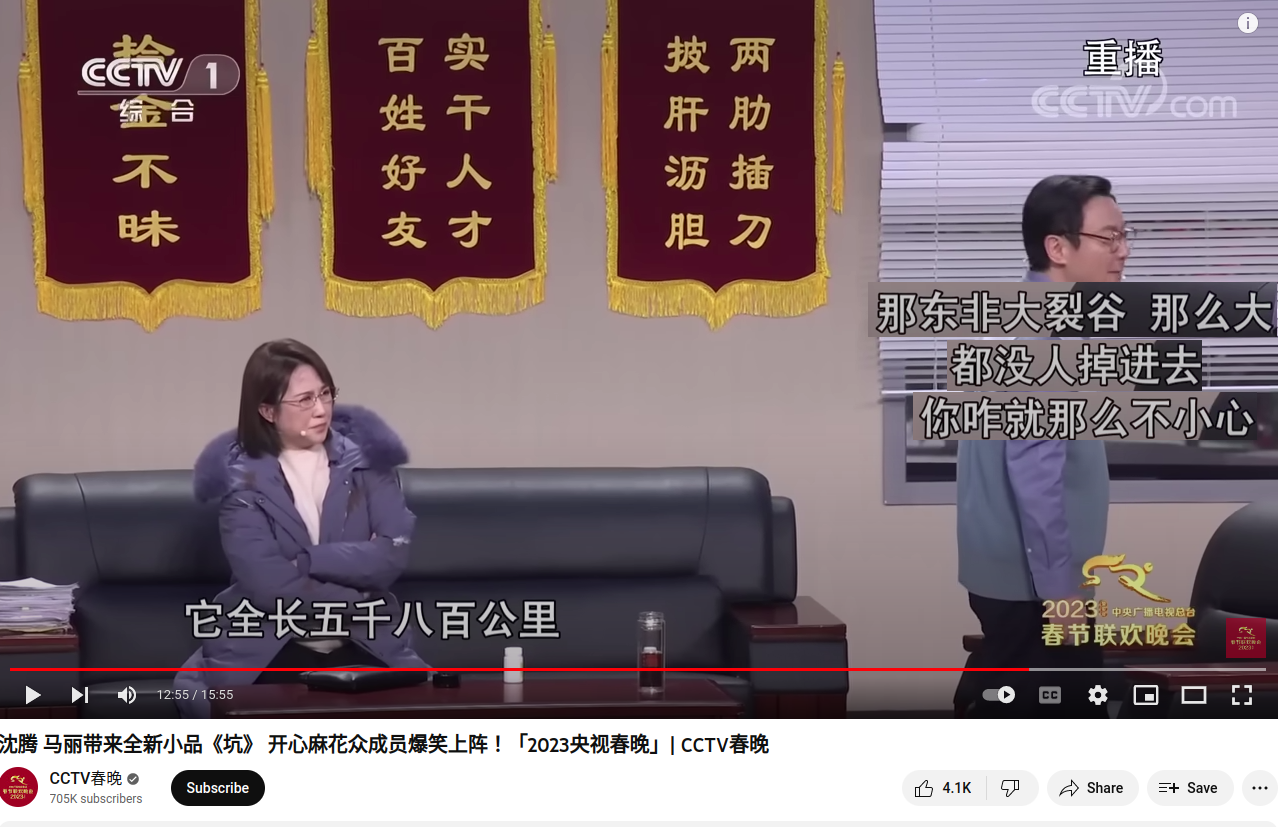 拾金不昧
实干人才
百姓好友
两肋插刀
披肝沥胆
CCTV 1
综合
重播
CCTV.com
那东非大裂谷 那么大
都没人掉进去
你咋就那么不小心
它全长五千八百公里
2023 中央广播电视总台
春节联欢晚会
12:55 / 15:55
CC
沈腾 马丽带来全新小品《坑》 开心麻花众成员爆笑上阵！「2023央视春晚」| CCTV春晚
CCTV春晚
705K subscribers
Subscribe
4.1K
Share
Save